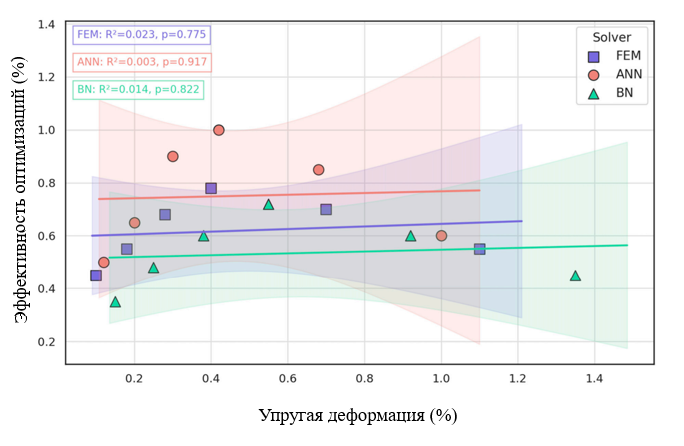 1.4
1.2
1.0
0.8
0.6
0.4
0.2
Эффективность оптимизаций (%)
FEM: R²=0.023, p=0.775
ANN: R²=0.003, p=0.917
BN: R²=0.014, p=0.822
Solver
FEM
ANN
BN
0.2 0.4 0.6 0.8 1.0 1.2 1.4
Упругая деформация (%)